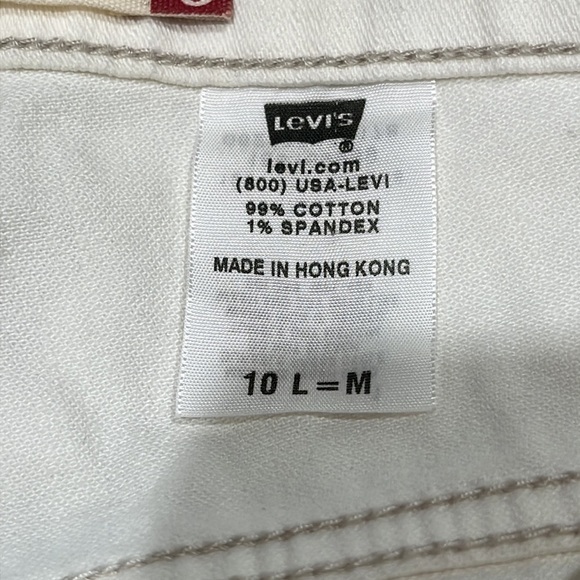 Levi's
®
levi.com
(800) USA-LEVI
99% COTTON
1% SPANDEX
MADE IN HONG KONG
10 L=M